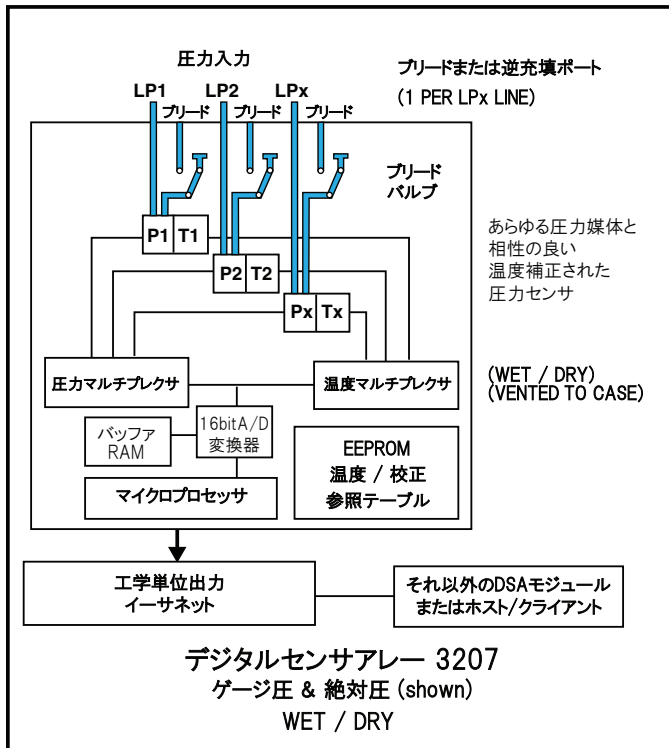 圧力入力
ブリードまたは逆充填ポート
(1 PER LPx LINE)
LP1 ブリード LP2 ブリード LPx ブリード
ブリード
バルブ
P1 T1
P2 T2
Px Tx
あらゆる圧力媒体と
相性の良い
温度補正された
圧力センサ
圧力マルチプレクサ
温度マルチプレクサ
(WET / DRY)
(VENTED TO CASE)
バッファ
RAM
16bitA/D
変換器
マイクロプロセッサ
EEPROM
温度 / 校正
参照テーブル
工学単位出力
イーサネット
それ以外のDSAモジュール
またはホスト/クライアント
デジタルセンサアレー 3207
ゲージ圧 & 絶対圧 (shown)
WET / DRY